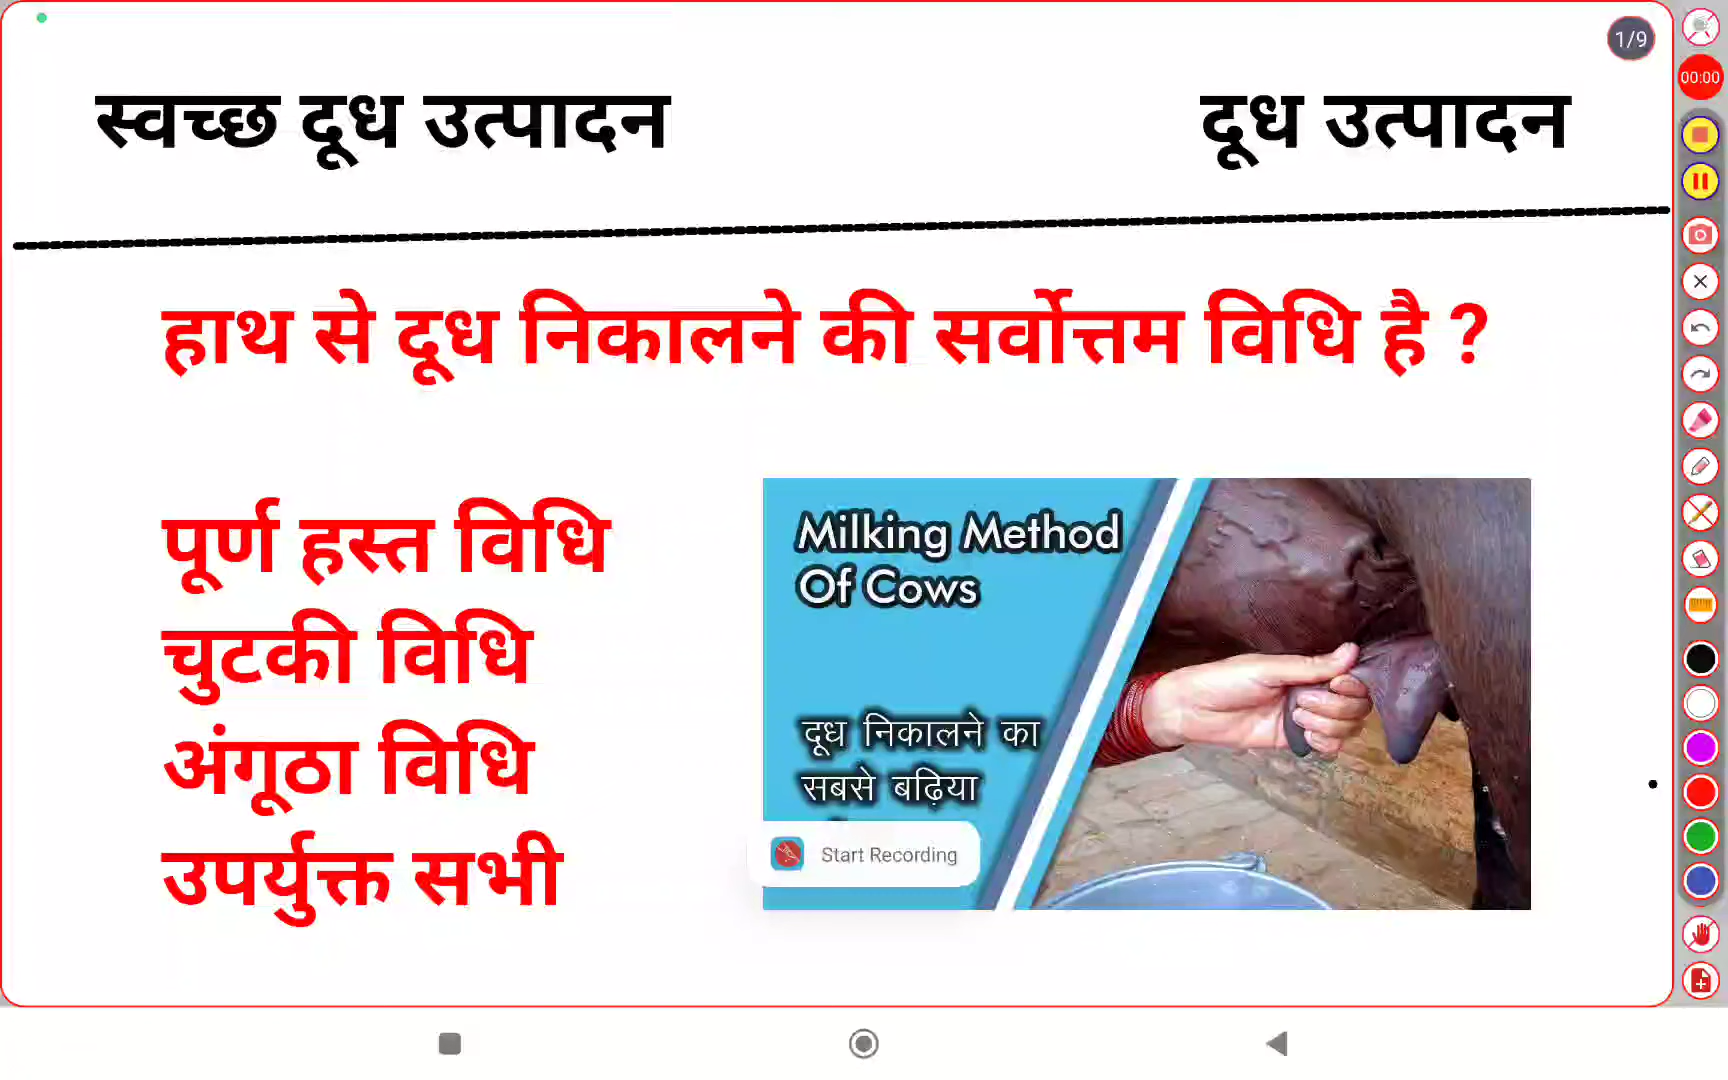 1/9
00:00
स्वच्छ दूध उत्पादन
दूध उत्पादन
हाथ से दूध निकालने की सर्वोत्तम विधि है ?
पूर्ण हस्त विधि
चुटकी विधि
अंगूठा विधि
उपर्युक्त सभी
Milking Method
Of Cows
दूध निकालने का
सबसे बढ़िया
Start Recording